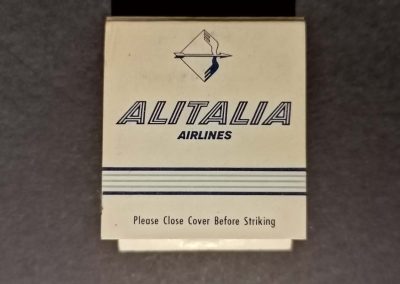 ALITALIA
AIRLINES
Please Close Cover Before Striking